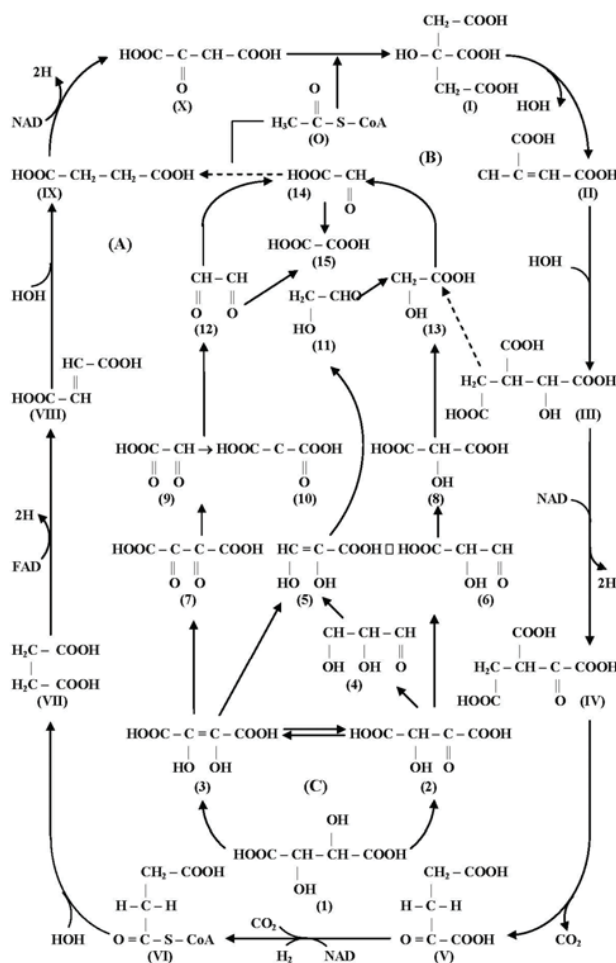 HOOC – C – CH – COOH
O
(X)
2H
NAD
CH₂ – COOH
HO – C – COOH
CH₂ – COOH
(I)
HOH
O
H₃C – C – S – CoA
(O)
(B)
COOH
CH – C = CH – COOH
(II)
HOOC – CH₂ – CH₂ – COOH
(IX)
HOOC – CH
O
(14)
(A)
HOOC – COOH
(15)
HOH
HOH
CH – CH
O O
(12)
H₂C – CHO
HO
(11)
CH₂ – COOH
OH
(13)
HC – COOH
HOOC – CH
(VIII)
COOH
H₂C – CH – CH – COOH
HOOC OH
(III)
HOOC – C – CH → HOOC – C – COOH
O O O
(9) (10)
HOOC – CH – COOH
OH
(8)
NAD
2H
2H
FAD
HOOC – C – C – COOH
O O
(7)
HC = C – COOH □ HOOC – CH – CH
HO OH OH O
(5) (6)
CH – CH – CH
OH OH O
(4)
H₂C – COOH
H₂C – COOH
(VII)
COOH
H₂C – CH – C – COOH
HOOC O
(IV)
HOOC – C = C – COOH
HO OH
(3)
HOOC – CH – C – COOH
OH O
(2)
(C)
OH
HOOC – CH – CH – COOH
OH
(1)
CH₂ – COOH
H – C – H
O = C – S – CoA
(VI)
HOH
CO₂
H₂ NAD
CH₂ – COOH
H – C – H
O = C – COOH
(V)
CO₂